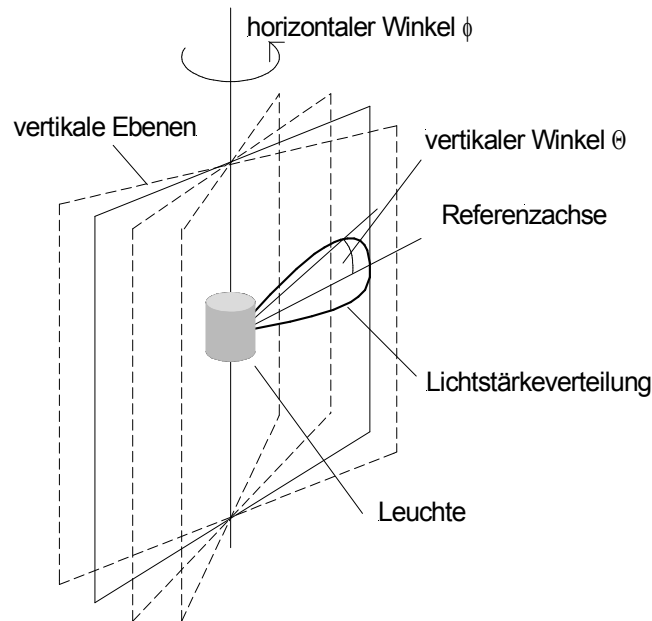 horizontaler Winkel ϕ
vertikale Ebenen
vertikaler Winkel Θ
Referenzachse
Lichtstärkeverteilung
Leuchte